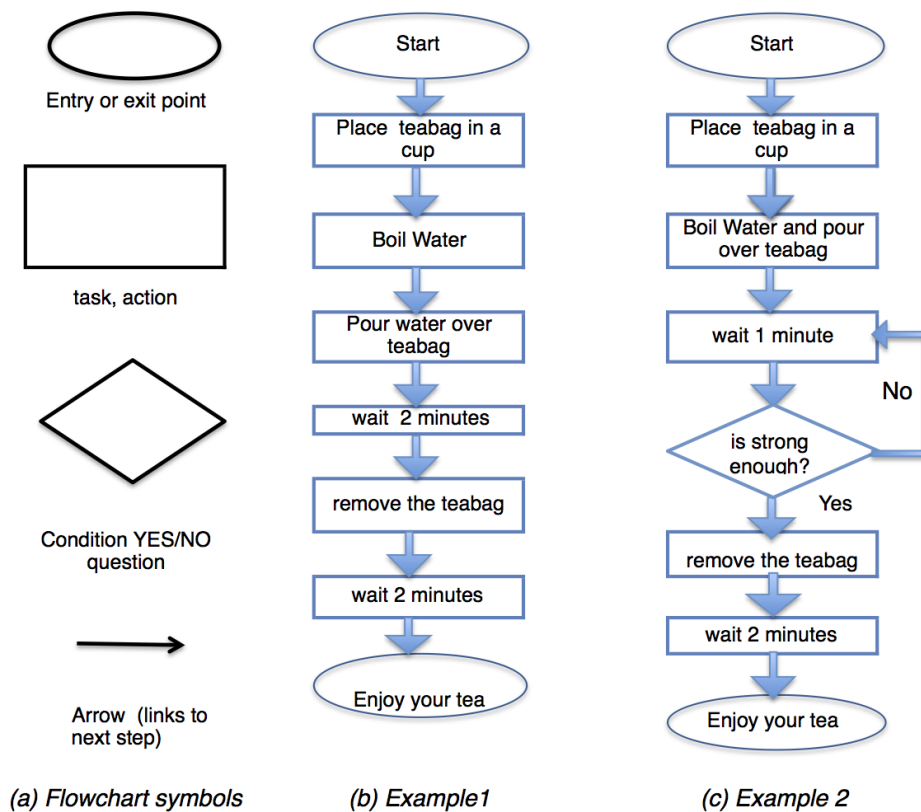 Entry or exit point
task, action
Condition YES/NO
question
Arrow (links to
next step)
(a) Flowchart symbols
Start
Place teabag in a
cup
Boil Water
Pour water over
teabag
wait 2 minutes
remove the teabag
wait 2 minutes
Enjoy your tea
(b) Example1
Start
Place teabag in a
cup
Boil Water and pour
over teabag
wait 1 minute
No
is strong
enough?
Yes
remove the teabag
wait 2 minutes
Enjoy your tea
(c) Example 2